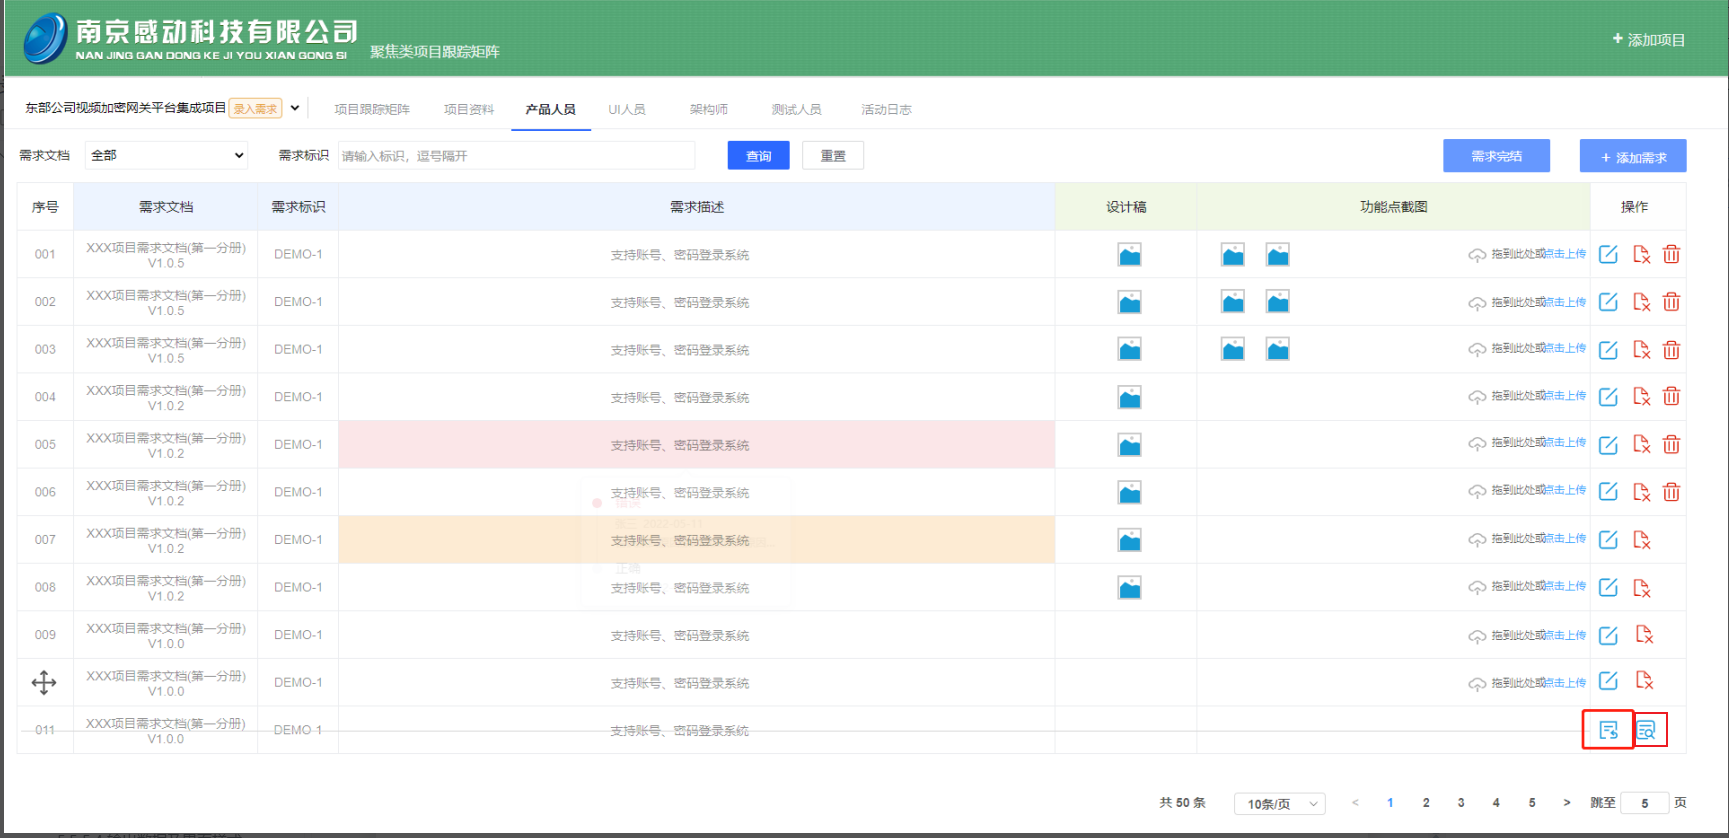 南京感动科技有限公司
NAN JING GAN DONG KE JI YOU XIAN GONG SI
聚焦类项目跟踪矩阵
+ 添加项目
东部公司视频加密网关平台集成项目 录入需求 项目跟踪矩阵 项目资料 产品人员 UI人员 架构师 测试人员 活动日志
需求文档 全部 需求标识 请输入标识，逗号隔开 查询 重置 需求完结 + 添加需求
序号 需求文档 需求标识 需求描述 设计稿 功能点截图 操作
001 XXX项目需求文档(第一分册) V1.0.5 DEMO-1 支持账号、密码登录系统 拖到此处或点击上传
002 XXX项目需求文档(第一分册) V1.0.5 DEMO-1 支持账号、密码登录系统 拖到此处或点击上传
003 XXX项目需求文档(第一分册) V1.0.5 DEMO-1 支持账号、密码登录系统 拖到此处或点击上传
004 XXX项目需求文档(第一分册) V1.0.2 DEMO-1 支持账号、密码登录系统 拖到此处或点击上传
005 XXX项目需求文档(第一分册) V1.0.2 DEMO-1 支持账号、密码登录系统 拖到此处或点击上传
006 XXX项目需求文档(第一分册) V1.0.2 DEMO-1 支持账号、密码登录系统 拖到此处或点击上传
007 XXX项目需求文档(第一分册) V1.0.2 DEMO-1 支持账号、密码登录系统 拖到此处或点击上传
正确
008 XXX项目需求文档(第一分册) V1.0.2 DEMO-1 支持账号、密码登录系统 拖到此处或点击上传
009 XXX项目需求文档(第一分册) V1.0.0 DEMO-1 支持账号、密码登录系统 拖到此处或点击上传
XXX项目需求文档(第一分册) V1.0.0 DEMO-1 支持账号、密码登录系统 拖到此处或点击上传
011 XXX项目需求文档(第一分册) V1.0.0 DEMO 1 支持账号、密码登录系统
共 50 条 10条/页 < 1 2 3 4 5 > 跳至 5 页